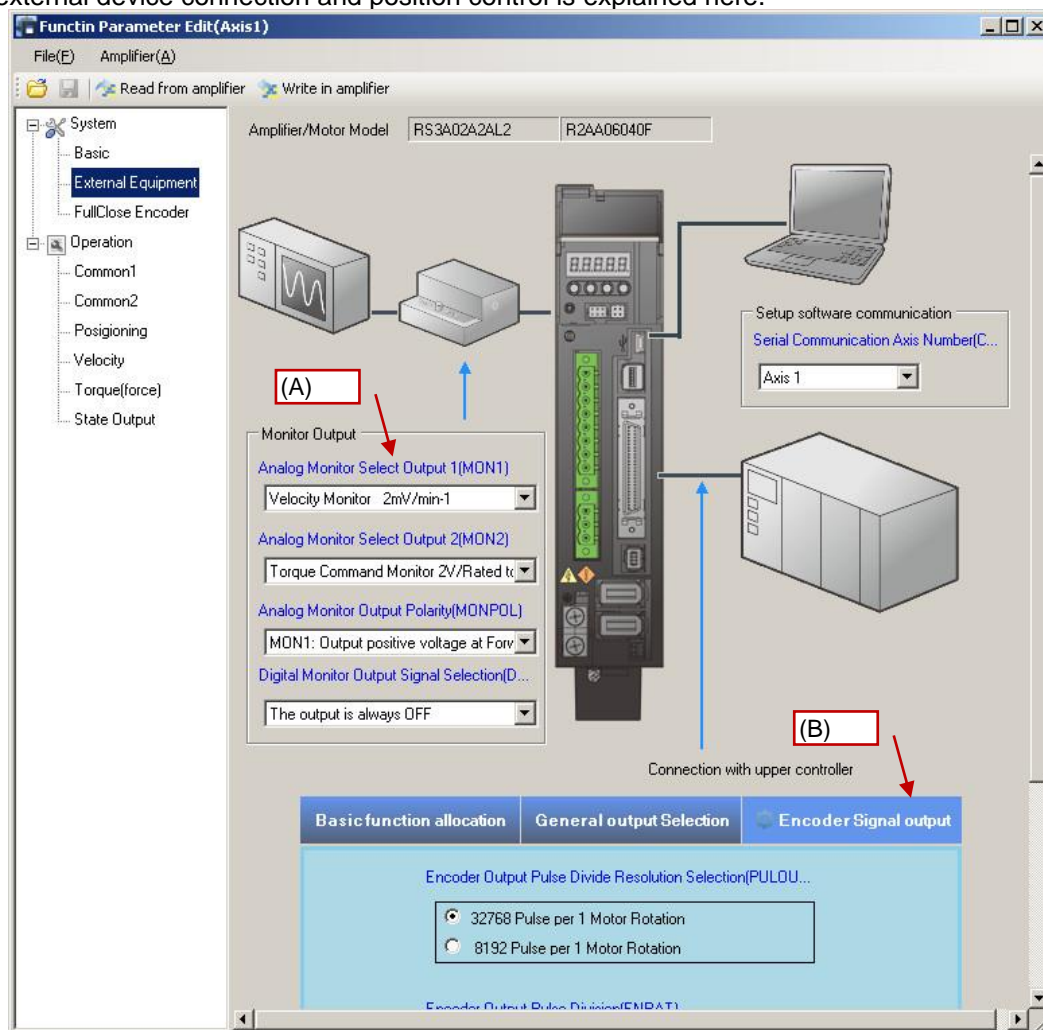 external device connection and position control is explained here.
Functin Parameter Edit(Axis1)
File(F) Amplifier(A)
Read from amplifier Write in amplifier
System
Basic
External Equipment
FullClose Encoder
Operation
Common1
Common2
Posigioning
Velocity
Torque(force)
State Output
Amplifier/Motor Model RS3A02A2AL2 R2AA06040F
Setup software communication
Serial Communication Axis Number(C...
Axis 1
(A)
Monitor Output
Analog Monitor Select Output 1(MON1)
Velocity Monitor 2mV/min-1
Analog Monitor Select Output 2(MON2)
Torque Command Monitor 2V/Rated to
Analog Monitor Output Polarity(MONPOL)
MON1: Output positive voltage at Forw
Digital Monitor Output Signal Selection(D...
The output is always OFF
(B)
Connection with upper controller
Basic function allocation General output Selection Encoder Signal output
Encoder Output Pulse Divide Resolution Selection(PULOU...
32768 Pulse per 1 Motor Rotation
8192 Pulse per 1 Motor Rotation
Encoder Output Pulse Division(ENRAT)